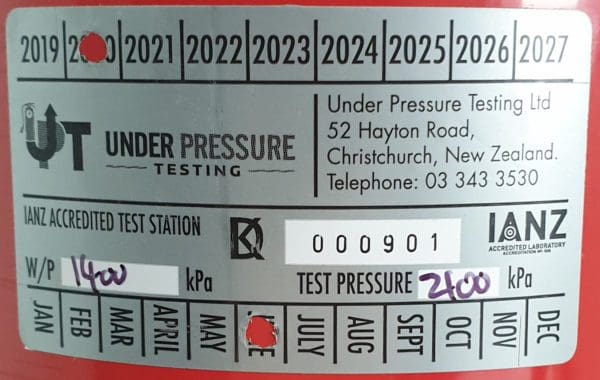 2019 2021 2022 2023 2024 2025 2026 2027
UPT UNDER PRESSURE
TESTING
Under Pressure Testing Ltd
52 Hayton Road,
Christchurch, New Zealand.
Telephone: 03 343 3530
IANZ ACCREDITED TEST STATION
000901
IANZ
ACCREDITED LABORATORY
W/P 1400 kPa TEST PRESSURE 2100 kPa
JAN FEB MAR APRIL MAY JULY AUG SEPT OCT NOV DEC